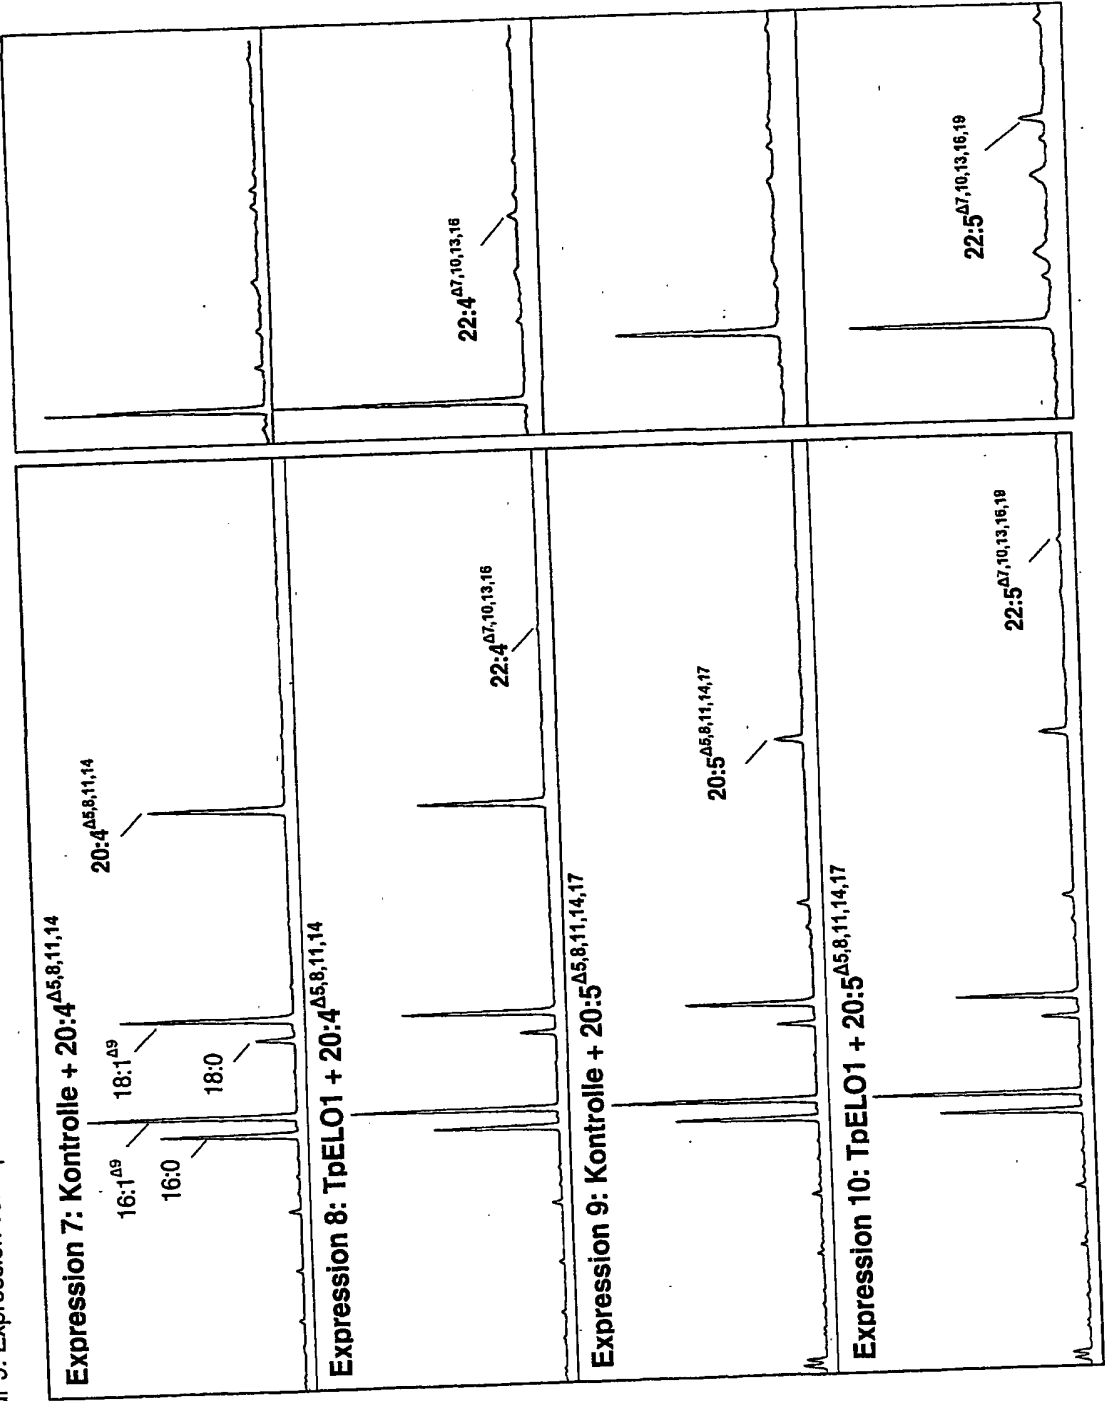 Expression 7: Kontrolle + 20:4Δ5,8,11,14
16:1Δ9
16:0
18:1Δ9
18:0
20:4Δ5,8,11,14
Expression 8: TpELO1 + 20:4Δ5,8,11,14
22:4Δ7,10,13,16
22:4Δ7,10,13,16
Expression 9: Kontrolle + 20:5Δ5,8,11,14,17
20:5Δ5,8,11,14,17
Expression 10: TpELO1 + 20:5Δ5,8,11,14,17
22:5Δ7,10,13,16,19
22:5Δ7,10,13,16,19